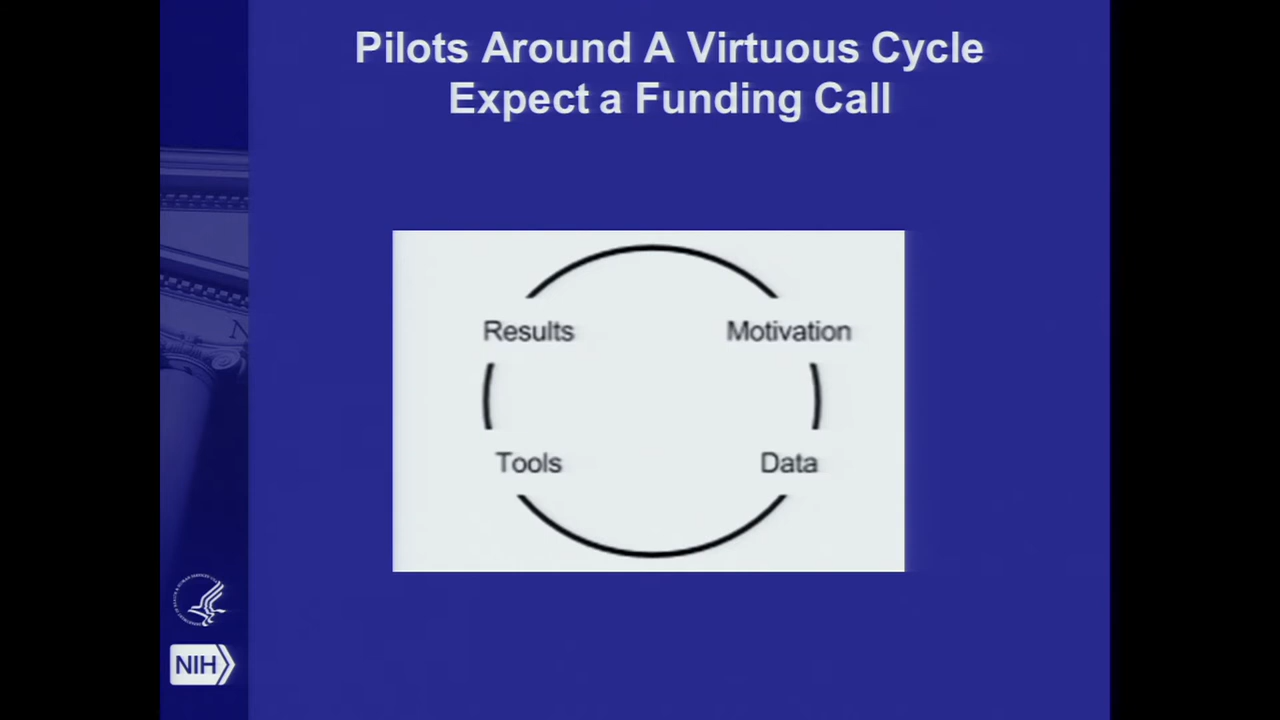 Pilots Around A Virtuous Cycle
Expect a Funding Call
Results
Motivation
Tools
Data
NIH